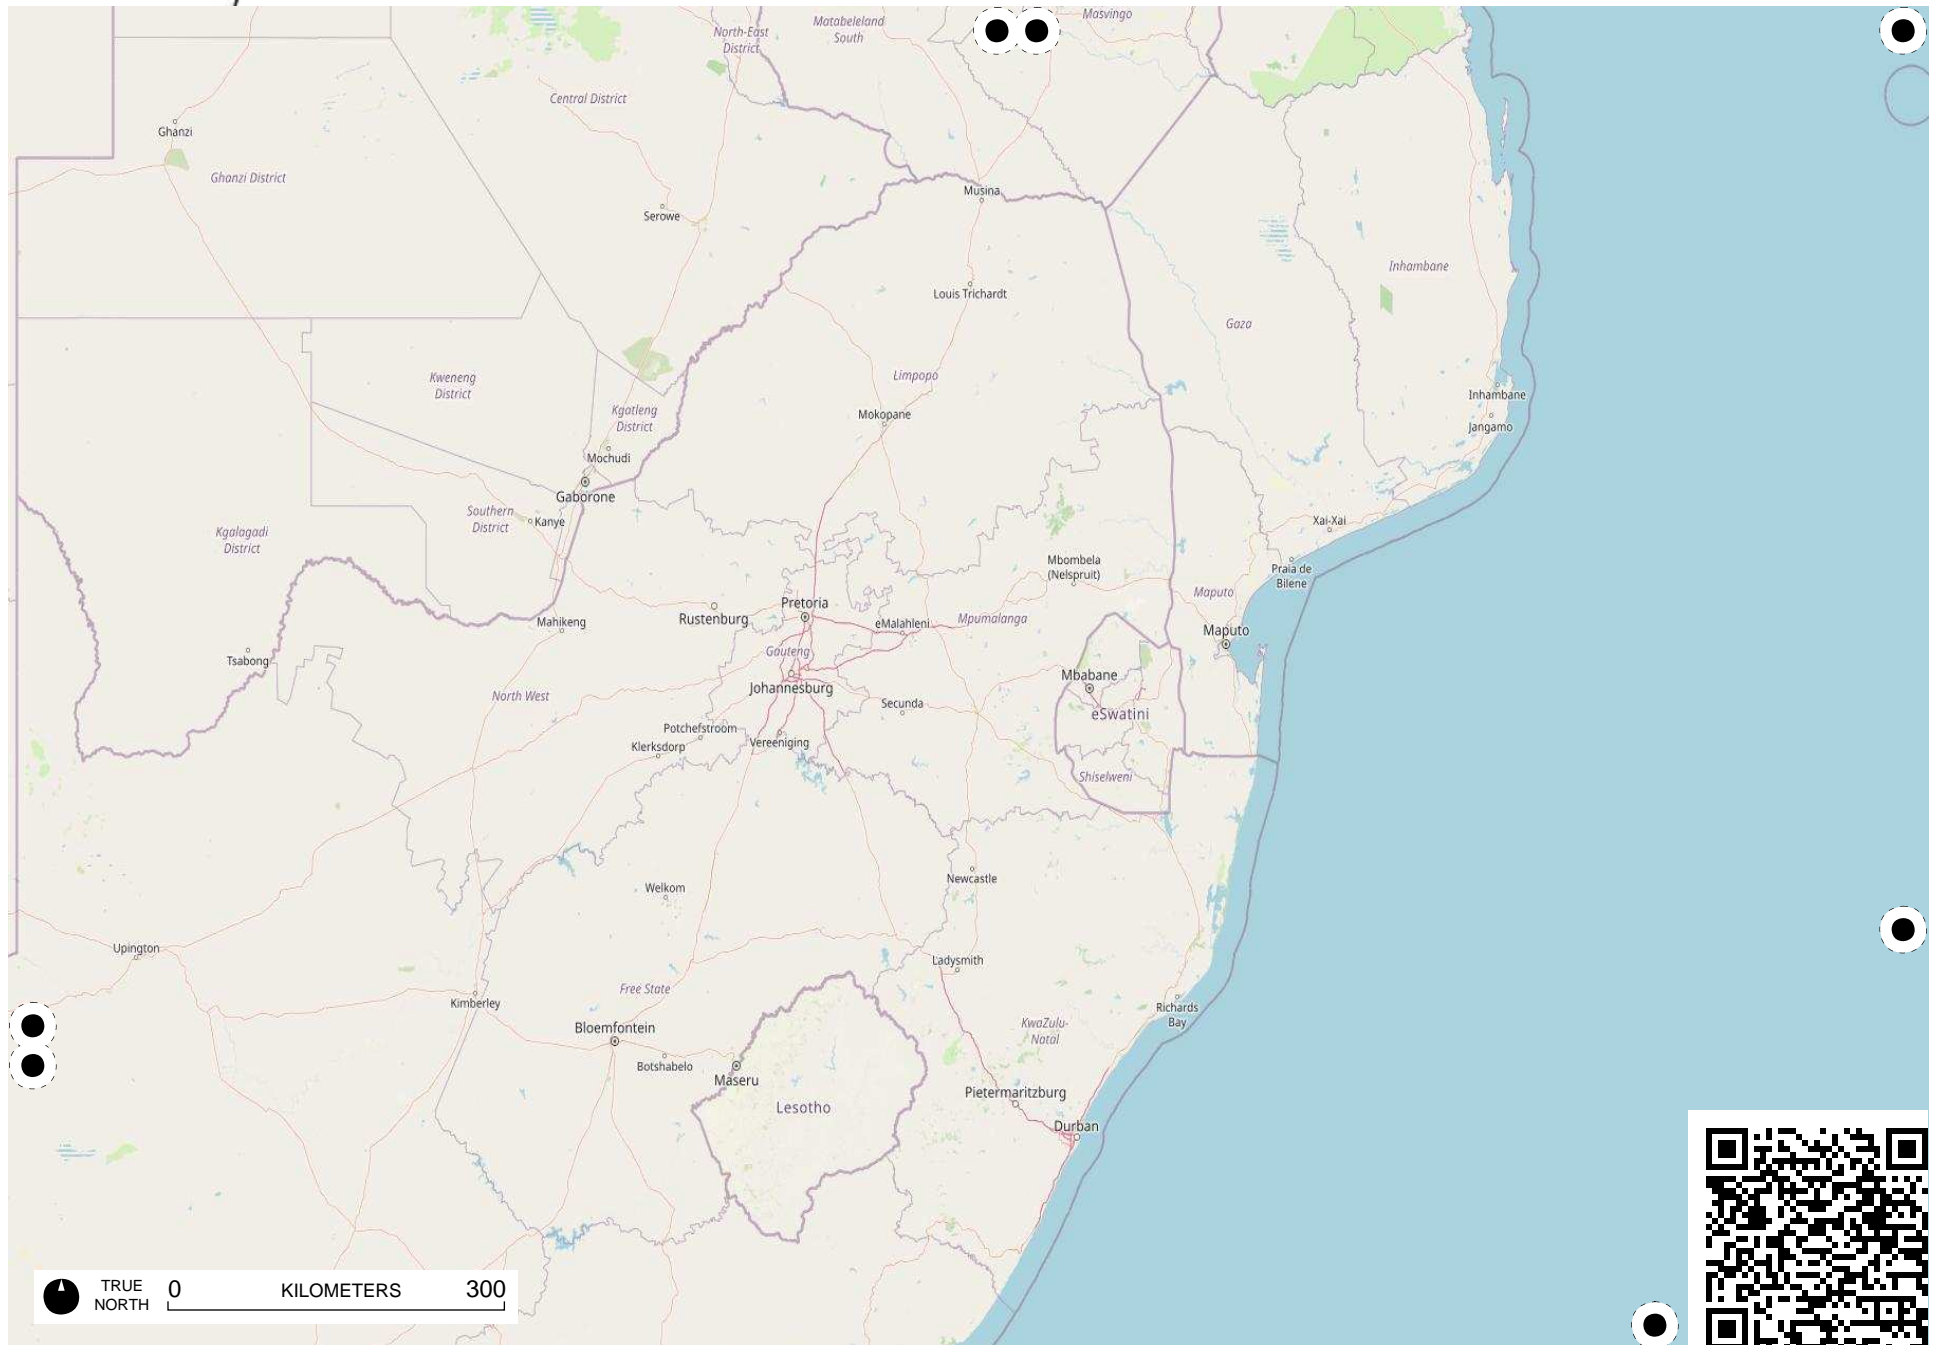 Masvingo
Matabeleland
South
North-East
District
Central District
Ghanzi
Ghanzi District
Musina
Serowe
Inhambane
Louis Trichardt
Gaza
Limpopo
Kweneng
District
Inhambane
Kgatleng
District
Mokopane
Jangamo
Mochudi
Gaborone
Southern
District
Kanye
Xai-Xai
Kgalagadi
District
Mbombela
(Nelspruit)
Praia de
Bilene
Maputo
Pretoria
Rustenburg
Mahikeng
eMalahleni
Mpumalanga
Maputo
Gauteng
Tsabong
Mbabane
Johannesburg
North West
Secunda
eSwatini
Potchefstroom
Klerksdorp
Vereeniging
Shiselweni
Newcastle
Welkom
Upington
Ladysmith
Free State
Kimberley
Richards
Bay
KwaZulu-
Natal
Bloemfontein
Botshabelo
Maseru
Pietermaritzburg
Lesotho
Durban
TRUE
NORTH
0 KILOMETERS 300